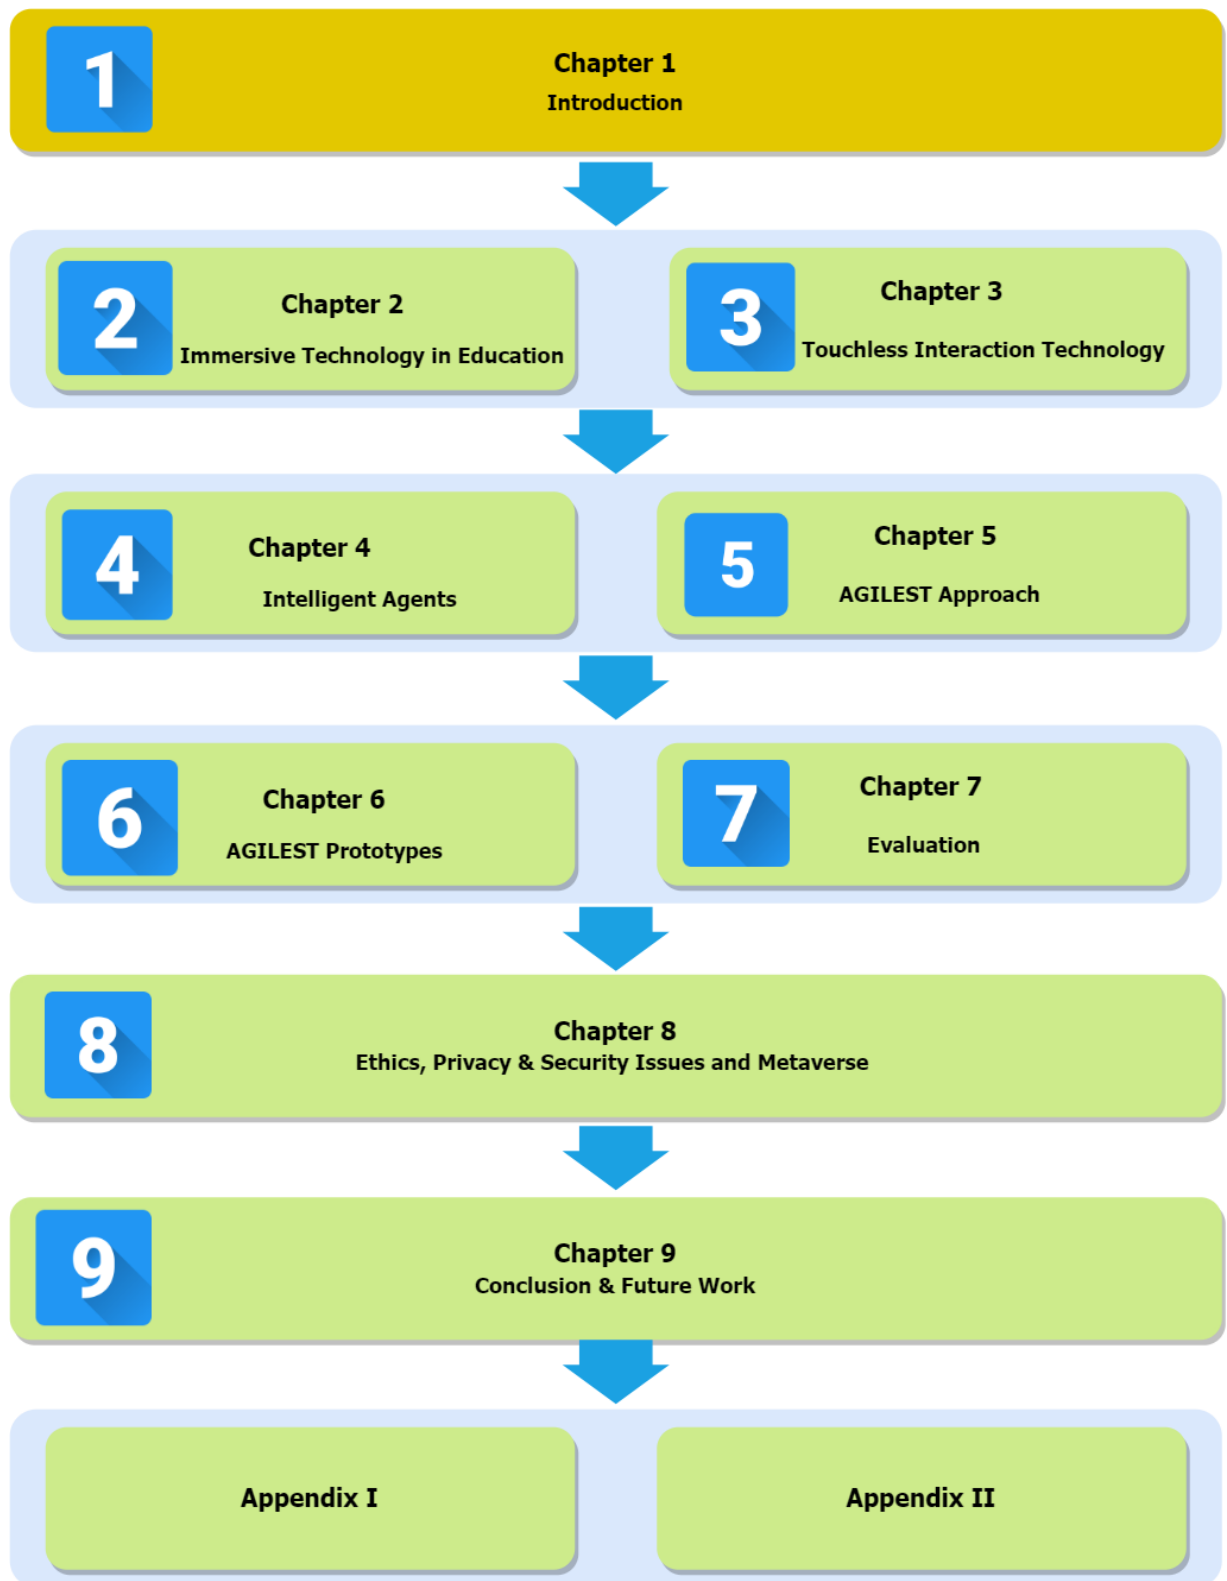 1
Chapter 1
Introduction
2
Chapter 2
Immersive Technology in Education
3
Chapter 3
Touchless Interaction Technology
4
Chapter 4
Intelligent Agents
5
Chapter 5
AGILEST Approach
6
Chapter 6
AGILEST Prototypes
7
Chapter 7
Evaluation
8
Chapter 8
Ethics, Privacy & Security Issues and Metaverse
9
Chapter 9
Conclusion & Future Work
Appendix I
Appendix II